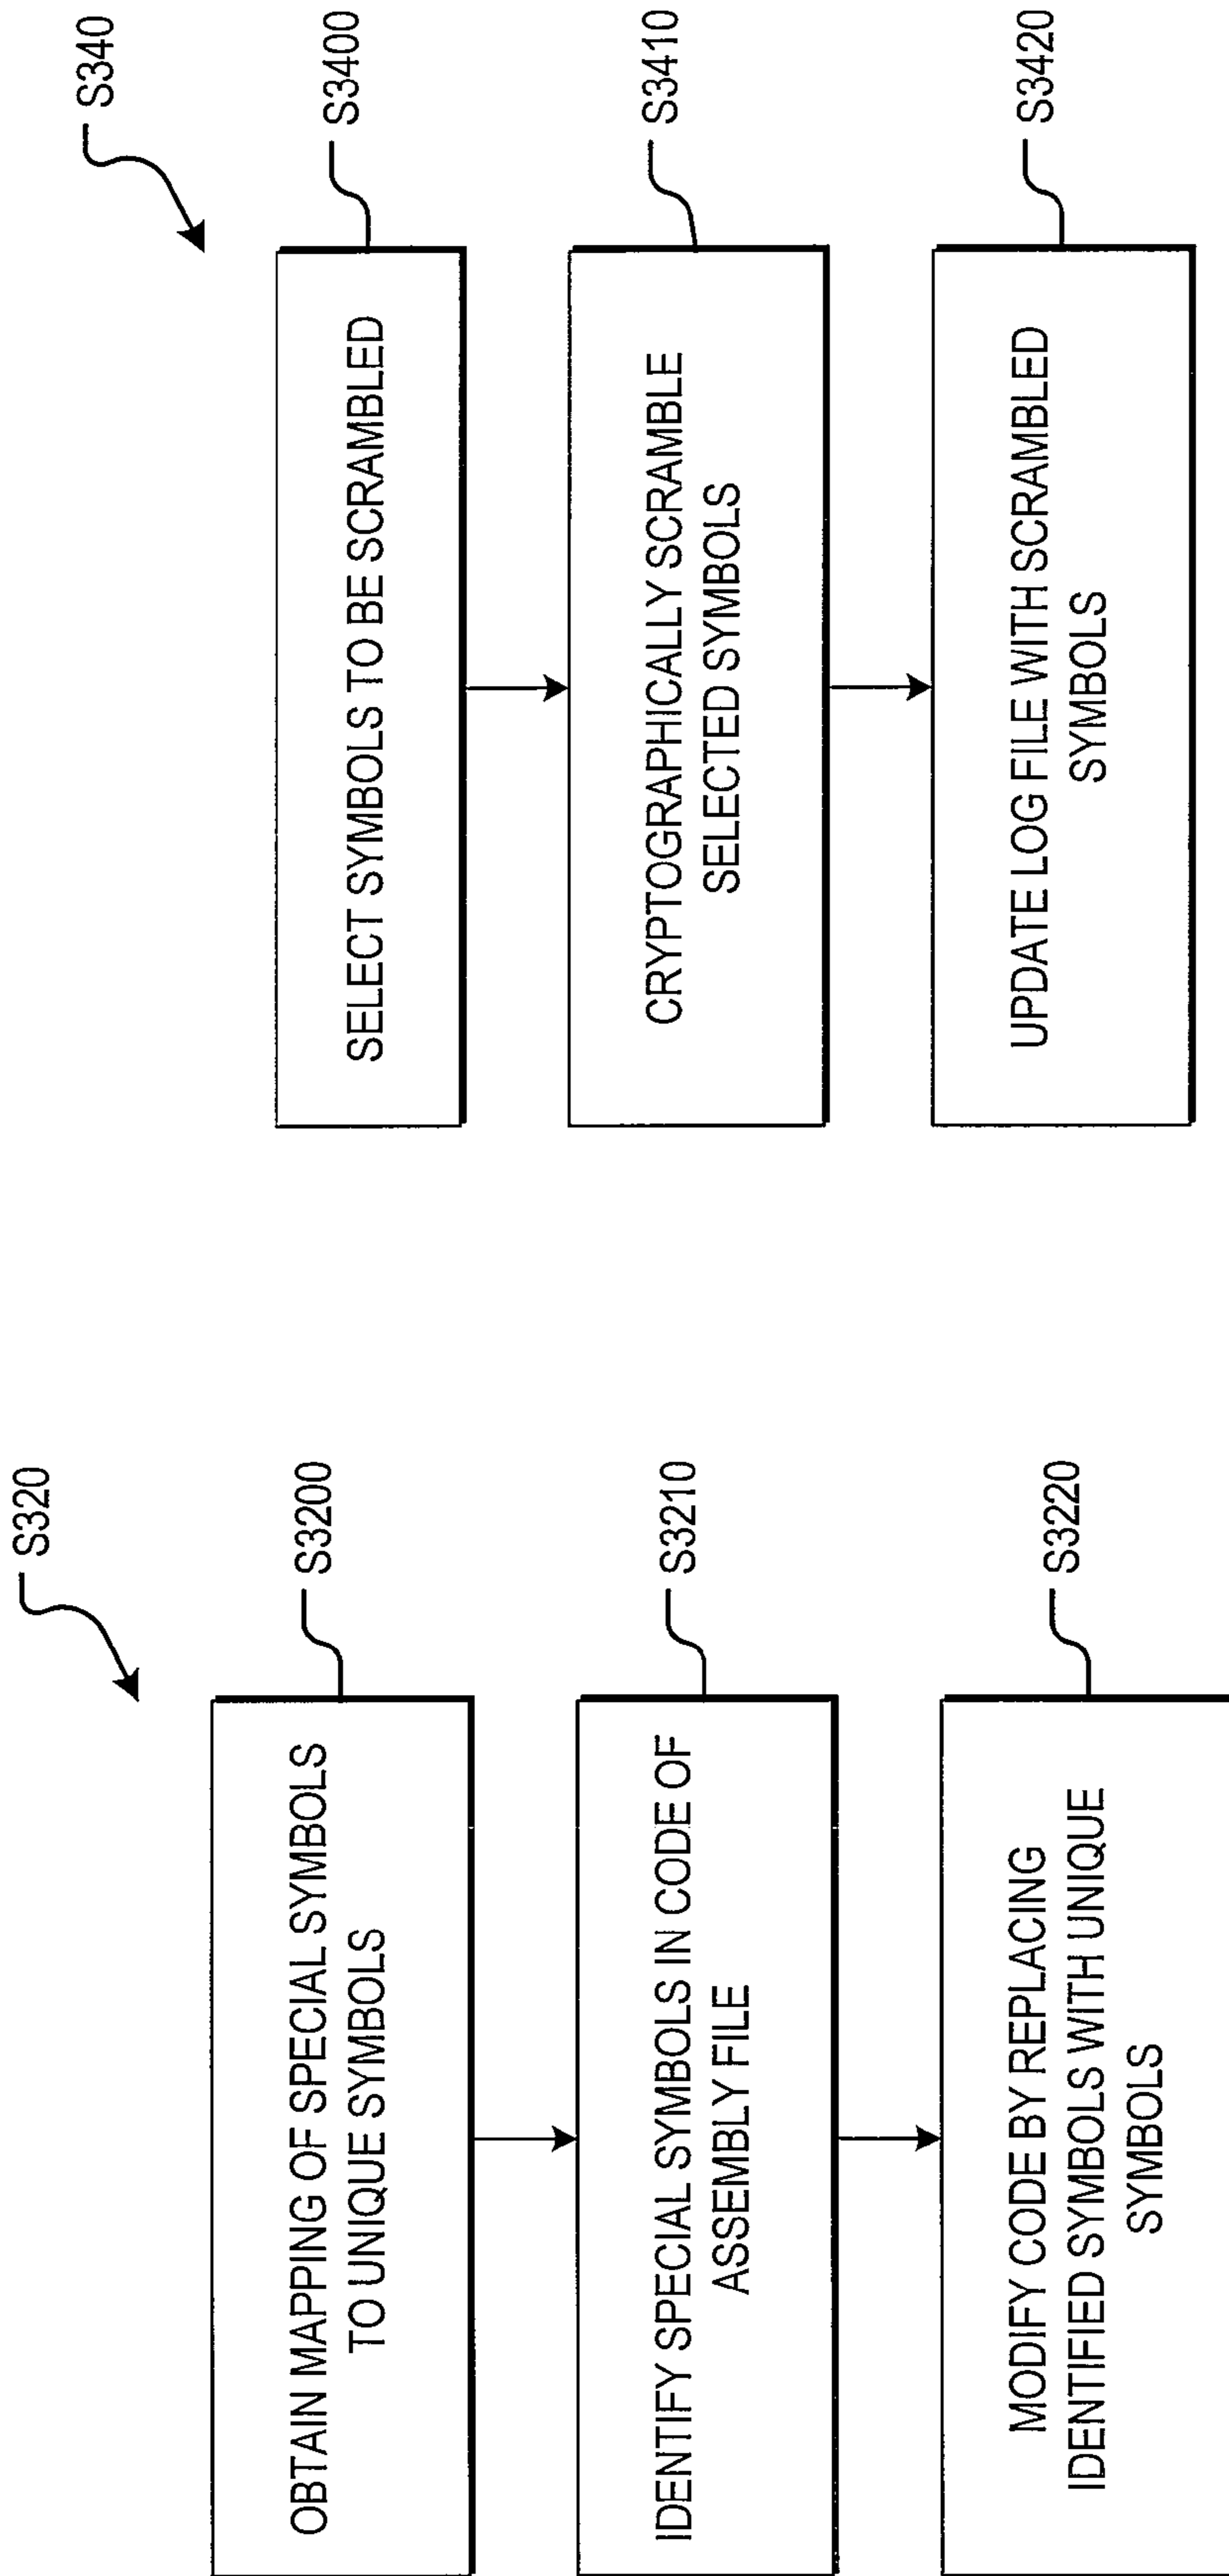 S320
OBTAIN MAPPING OF SPECIAL SYMBOLS
TO UNIQUE SYMBOLS
S3200
IDENTIFY SPECIAL SYMBOLS IN CODE OF
ASSEMBLY FILE
S3210
MODIFY CODE BY REPLACING
IDENTIFIED SYMBOLS WITH UNIQUE
SYMBOLS
S3220
S340
SELECT SYMBOLS TO BE SCRAMBLED
S3400
CRYPTOGRAPHICALLY SCRAMBLE
SELECTED SYMBOLS
S3410
UPDATE LOG FILE WITH SCRAMBLED
SYMBOLS
S3420